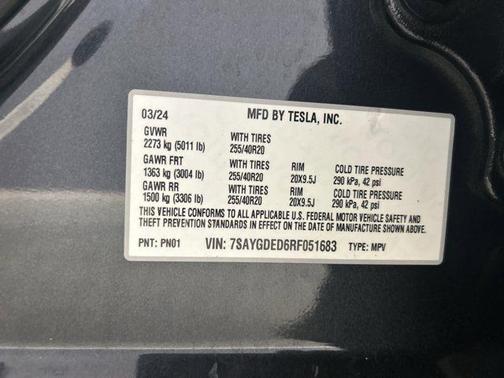 03/24 MFD BY TESLA, INC.
GVWR WITH TIRES
2273 kg (5011 lb) 255/40R20
GAWR FRT WITH TIRES RIM COLD TIRE PRESSURE
1363 kg (3004 lb) 255/40R20 20X9.5J 290 kPa, 42 psi
GAWR RR WITH TIRES RIM COLD TIRE PRESSURE
1500 kg (3306 lb) 255/40R20 20X9.5J 290 kPa, 42 psi
THIS VEHICLE CONFORMS TO ALL APPLICABLE U.S. FEDERAL MOTOR VEHICLE SAFETY AND
THEFT PREVENTION STANDARDS IN EFFECT ON THE DATE OF MANUFACTURE SHOWN ABOVE.
PNT: PN01 VIN: 7SAYGDED6RF051683 TYPE: MPV